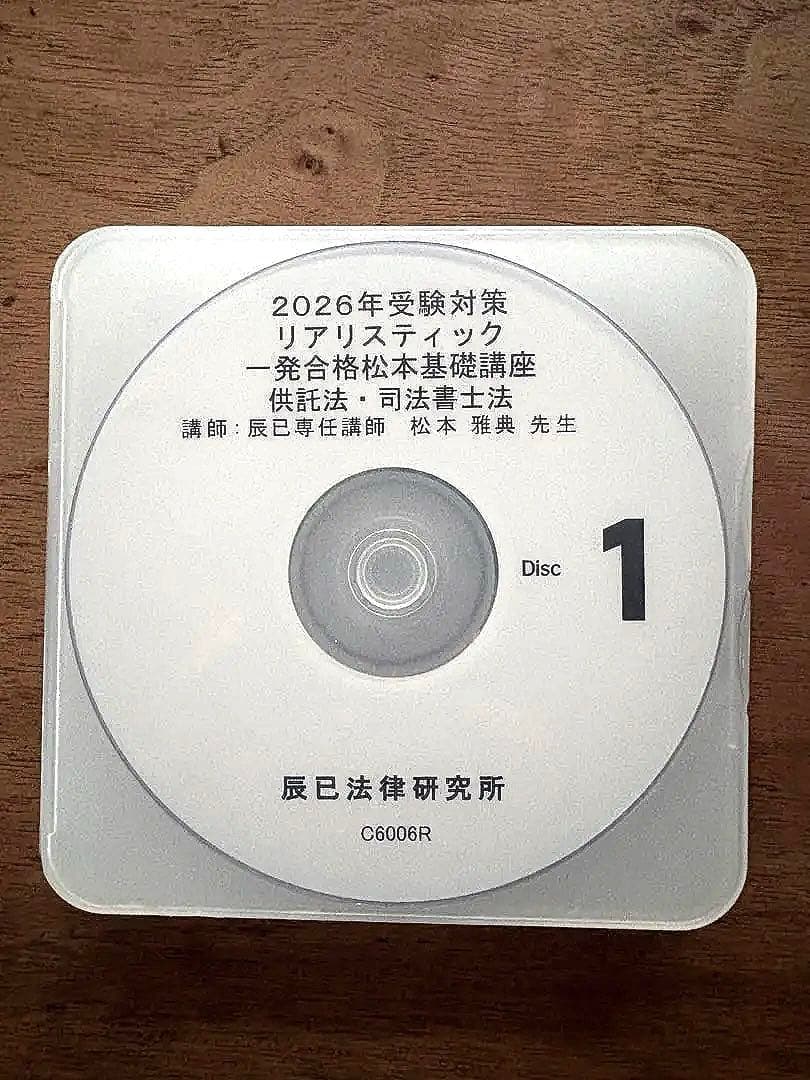 2026年受験対策
リアリスティック
一発合格松本基礎講座
供託法・司法書士法
講師：辰已専任講師　松本 雅典 先生
Disc 1
辰已法律研究所
C6006R